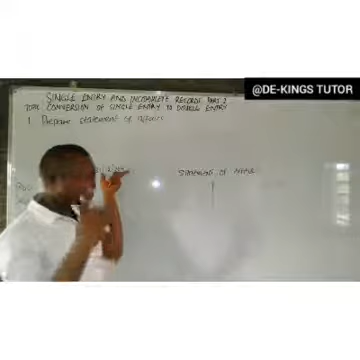 @DE-KINGS TUTOR
SINGLE ENTRY AND INCOMPLETE RECORDS PART 2
TOTAL CONVERSION OF SINGLE ENTRY TO DOUBLE ENTRY
1 PREPARE STATEMENT OF AFFAIRS
STATEMENT OF AFFAIR